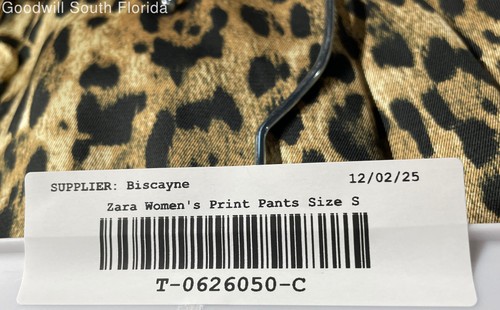 Goodwill South Florida
SUPPLIER: Biscayne 12/02/25
Zara Women's Print Pants Size S
T-0626050-C